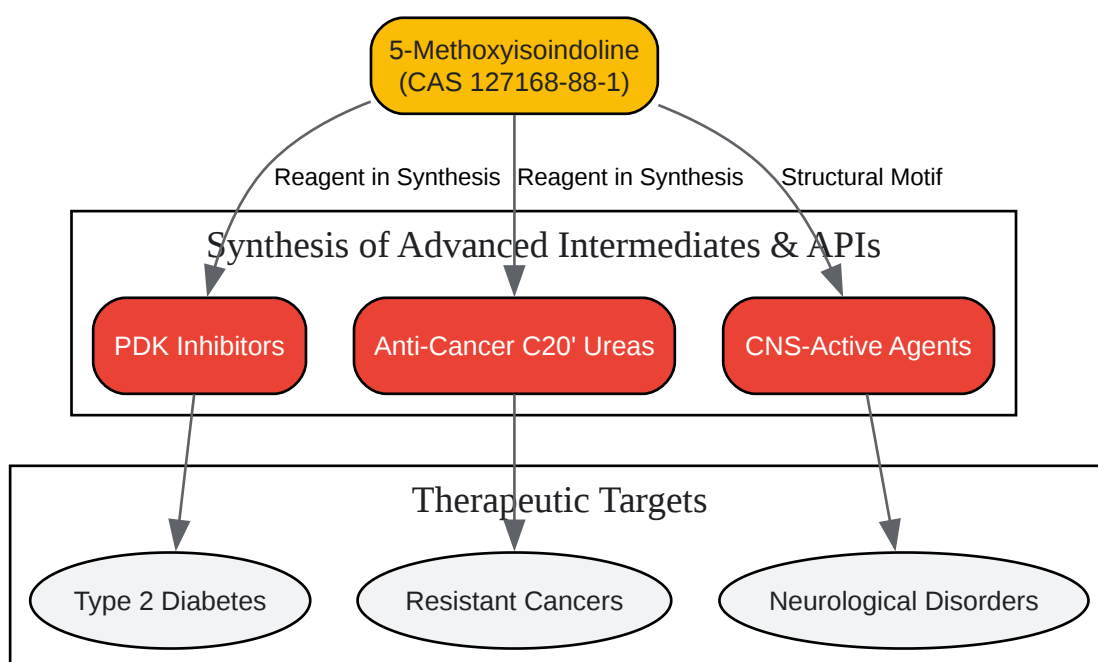 5-Methoxyisoindoline
(CAS 127168-88-1)
Reagent in Synthesis
Reagent in Synthesis
Structural Motif
Synthesis of Advanced Intermediates & APIs
PDK Inhibitors
Anti-Cancer C20' Ureas
CNS-Active Agents
Therapeutic Targets
Type 2 Diabetes
Resistant Cancers
Neurological Disorders